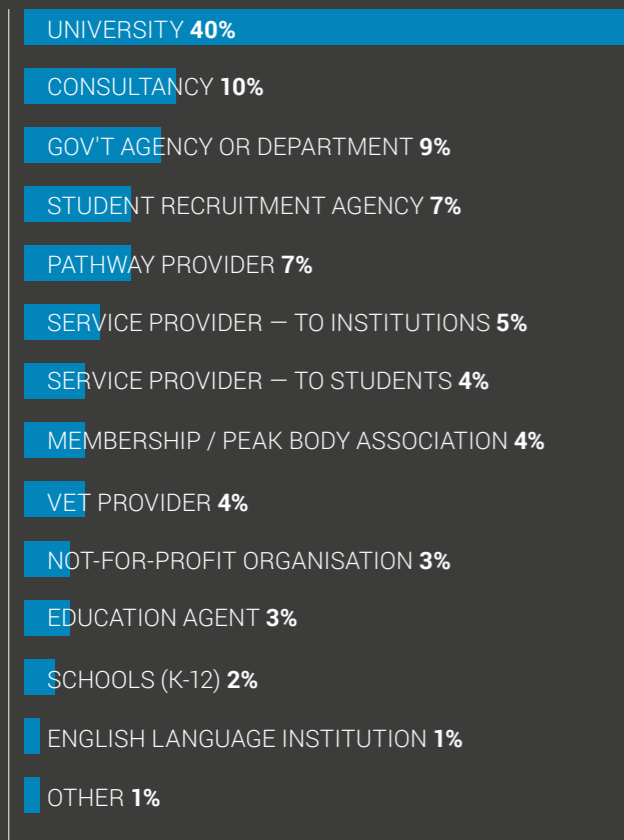 UNIVERSITY 40%
CONSULTANCY 10%
GOV'T AGENCY OR DEPARTMENT 9%
STUDENT RECRUITMENT AGENCY 7%
PATHWAY PROVIDER 7%
SERVICE PROVIDER — TO INSTITUTIONS 5%
SERVICE PROVIDER — TO STUDENTS 4%
MEMBERSHIP / PEAK BODY ASSOCIATION 4%
VET PROVIDER 4%
NOT-FOR-PROFIT ORGANISATION 3%
EDUCATION AGENT 3%
SCHOOLS (K-12) 2%
ENGLISH LANGUAGE INSTITUTION 1%
OTHER 1%